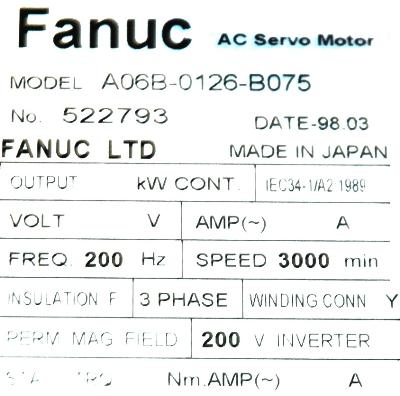 Fanuc AC Servo Motor
MODEL A06B-0126-B075
No. 522793 DATE-98.03
FANUC LTD MADE IN JAPAN
OUTPUT kW CONT. IEC34-1/A2 1989
VOLT V AMP(~) A
FREQ. 200 Hz SPEED 3000 min
INSULATION F 3 PHASE WINDING CONN Y
PERM MAG FIELD 200 V INVERTER
Nm. AMP(~) A